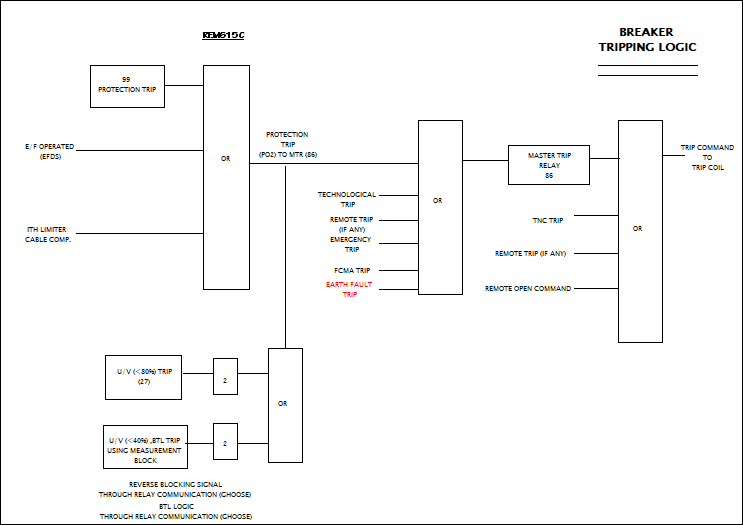 REM615C
BREAKER
TRIPPING LOGIC
99
PROTECTION TRIP
E/F OPERATED
(EFDS)
OR
ITH LIMITER
CABLE COMP.
PROTECTION
TRIP
(PO2) TO MTR (86)
TECHNOLOGICAL
TRIP
REMOTE TRIP
(IF ANY)
EMERGENCY
TRIP
FCMA TRIP
EARTH FAULT
TRIP
OR
MASTER TRIP
RELAY
86
TNC TRIP
REMOTE TRIP (IF ANY)
REMOTE OPEN COMMAND
OR
TRIP COMMAND
TO
TRIP COIL
U/V (<80%) TRIP
(27)
2
OR
U/V (<40%) ,BTL TRIP
USING MEASUREMENT
BLOCK
2
REVERSE BLOCKING SIGNAL
THROUGH RELAY COMMUNICATION (GHOOSE)
BTL LOGIC
THROUGH RELAY COMMUNICATION (GHOOSE)